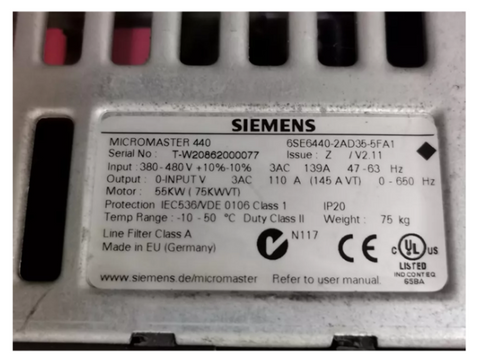 SIEMENS
MICROMASTER 440 6SE6440-2AD35-5FA1
Serial No : T-W20862000077 Issue : Z / V2.11
Input : 380-480 V +10%-10% 3AC 139A 47-63 Hz
Output : 0-INPUT V 3AC 110 A (145 A VT) 0 - 650 Hz
Motor : 55KW ( 75KWVT)
Protection IEC536/VDE 0106 Class 1 IP20
Temp Range : -10 - 50 °C Duty Class II Weight : 75 kg
Line Filter Class A
Made in EU (Germany)
N117
CE
c UL us
LISTED
IND.CONT.EQ
65BA
www.siemens.de/micromaster Refer to user manual